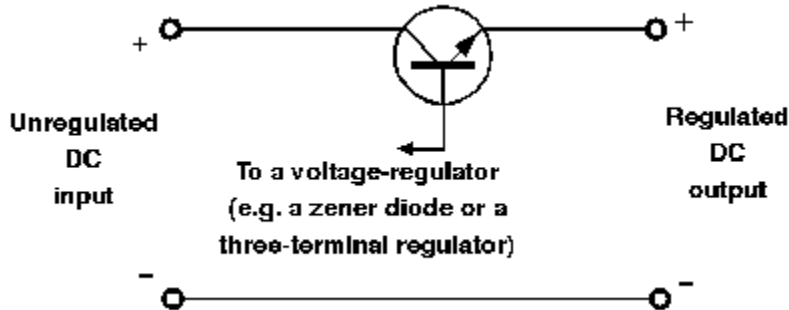 +
+
Unregulated
DC
input
Regulated
DC
output
To a voltage-regulator
(e.g. a zener diode or a
three-terminal regulator)
-
-